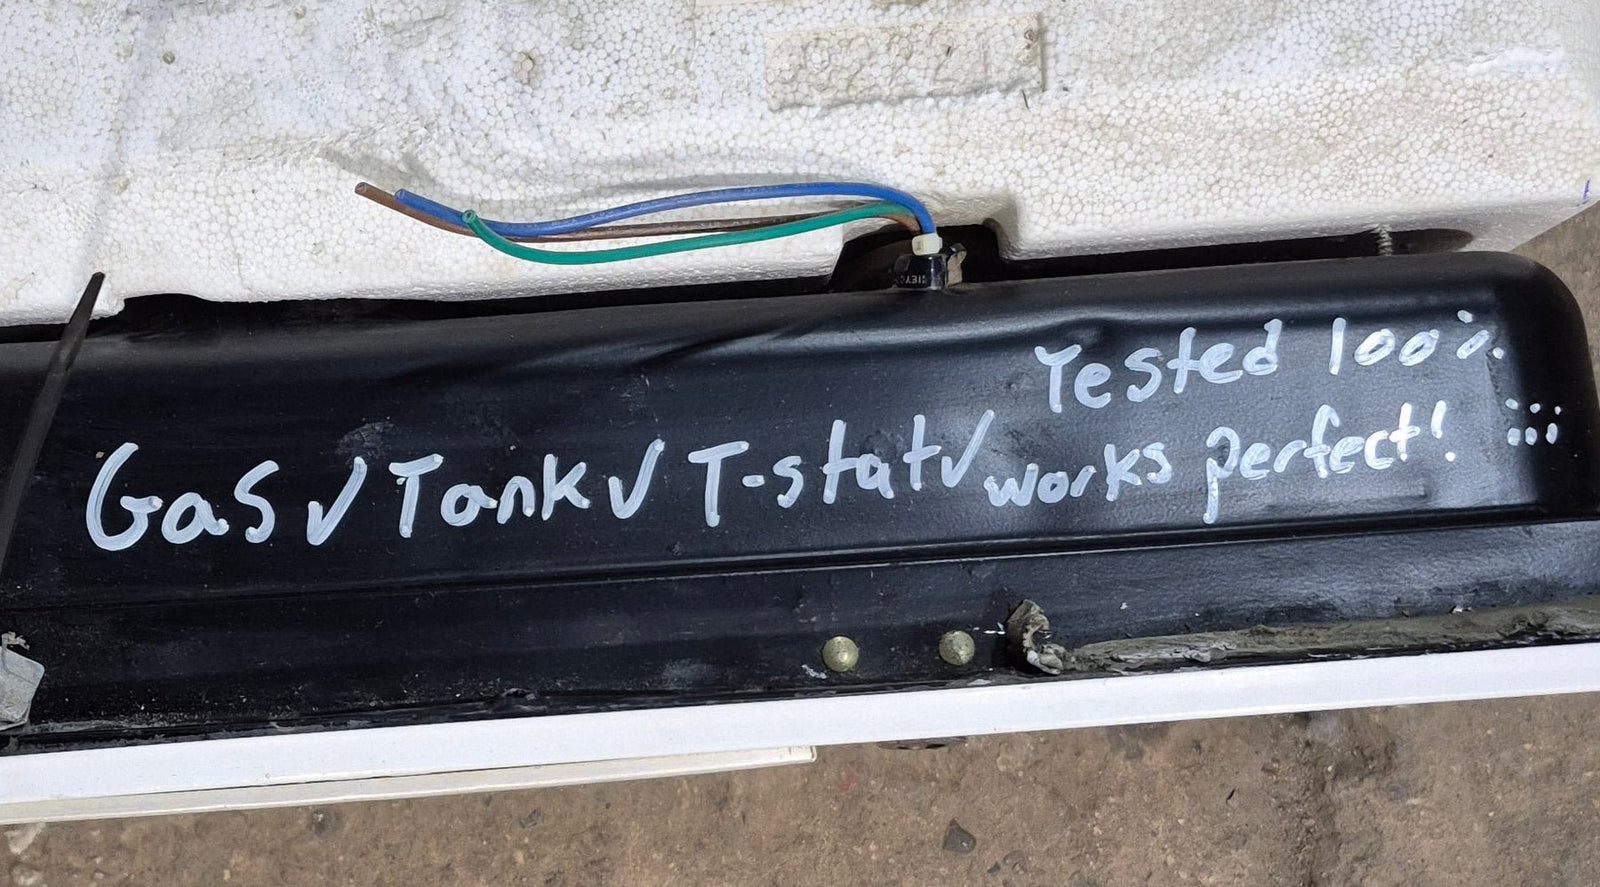 Tested 100%
Gas ✓ Tank ✓ T-stat ✓ works perfect!